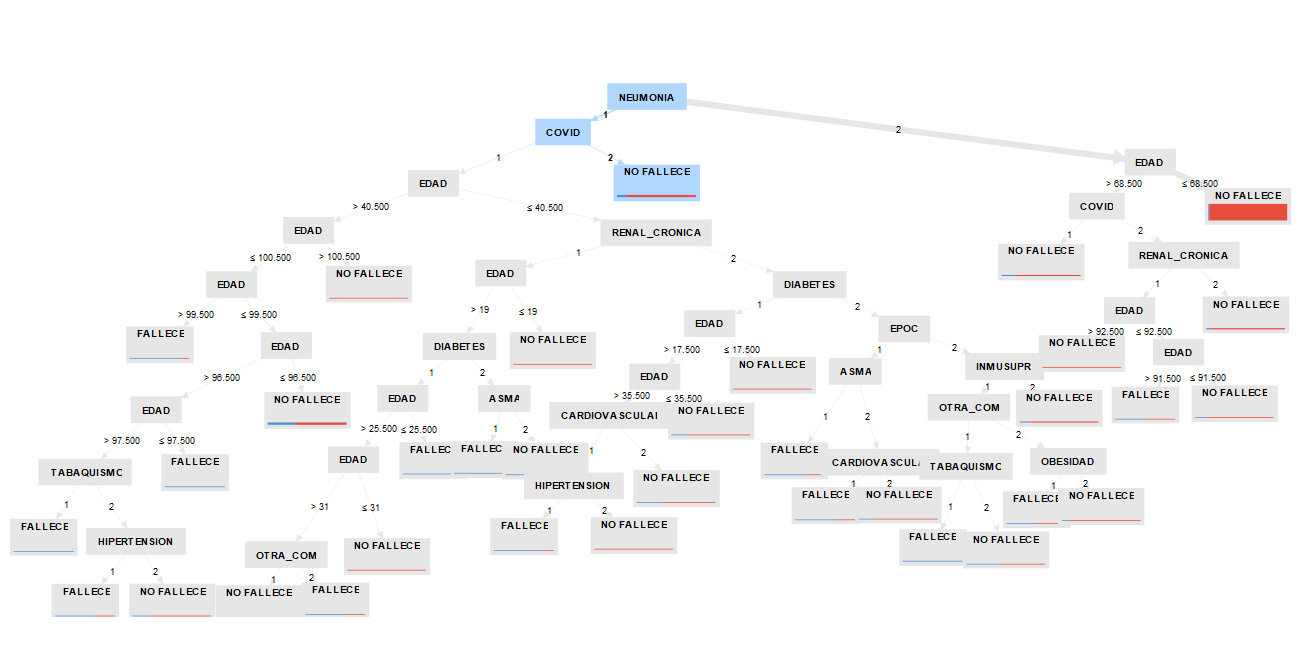 NEUMONIA
1
2
COVID
EDAD
1
2
> 68.500
≤ 68.500
EDAD
NO FALLECE
NO FALLECE
COVID
> 40.500
≤ 40.500
1
2
EDAD
RENAL_CRONICA
NO FALLECE
RENAL_CRONICA
≤ 100.500
> 100.500
1
2
1
2
EDAD
NO FALLECE
EDAD
DIABETES
EDAD
NO FALLECE
> 99.500
≤ 99.500
> 19
≤ 19
1
2
> 92.500
≤ 92.500
FALLECE
EDAD
DIABETES
NO FALLECE
EDAD
EPOC
NO FALLECE
EDAD
> 96.500
≤ 96.500
1
2
> 17.500
≤ 17.500
1
2
> 91.500
≤ 91.500
EDAD
NO FALLECE
EDAD
ASMA
EDAD
NO FALLECE
ASMA
INMUSUPR
FALLECE
NO FALLECE
> 97.500
≤ 97.500
> 25.500
≤ 25.500
1
2
> 35.500
≤ 35.500
1
2
1
2
TABAQUISMO
FALLECE
EDAD
FALLEC
FALLEC
NO FALLECE
CARDIOVASCULAI
NO FALLECE
FALLECE
CARDIOVASCULA
OTRA_COM
NO FALLECE
1
2
> 31
≤ 31
1
2
1
2
1
2
FALLECE
HIPERTENSION
OTRA_COM
NO FALLECE
HIPERTENSION
NO FALLECE
FALLECE
NO FALLECE
TABAQUISMO
OBESIDAD
1
2
1
2
1
2
1
2
1
2
FALLECE
NO FALLECE
NO FALLECE
FALLECE
FALLECE
NO FALLECE
FALLECE
NO FALLECE
FALLECE
NO FALLECE